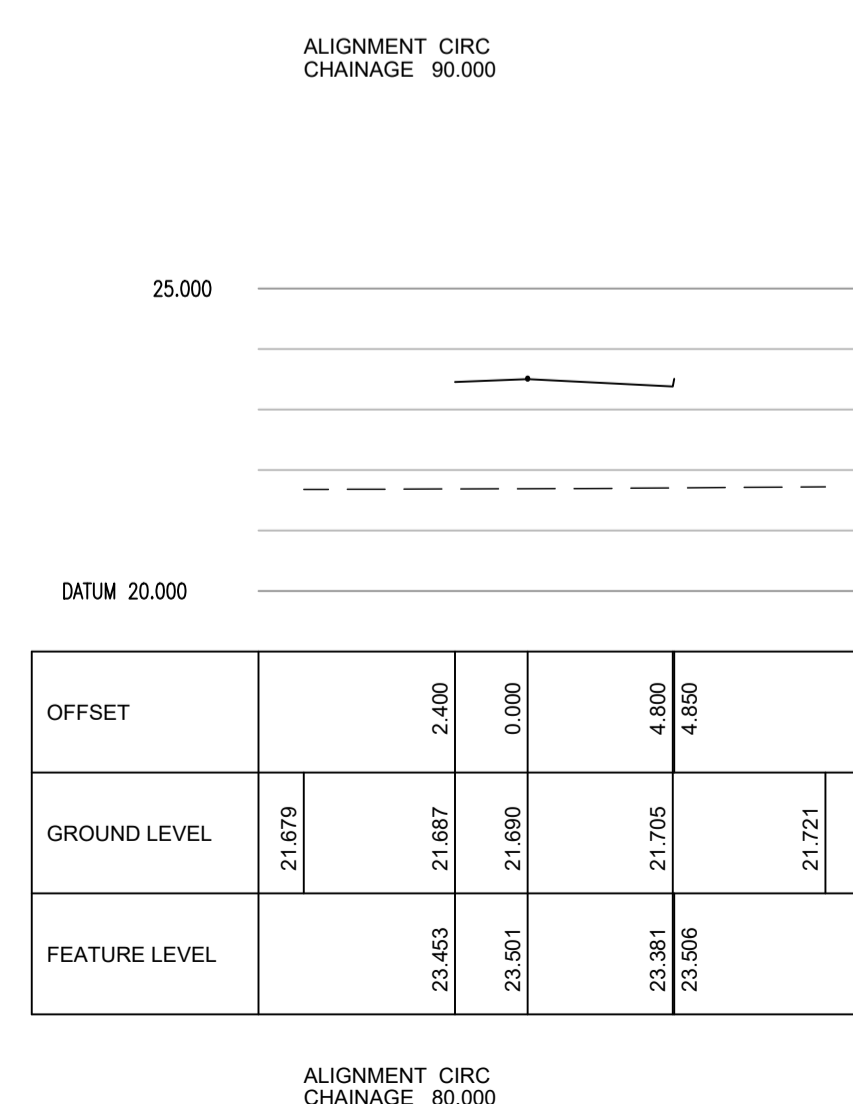 ALIGNMENT CIRC
CHAINAGE 90.000
25.000
DATUM 20.000
OFFSET 2.400 0.000 4.800 4.850
GROUND LEVEL 21.679 21.687 21.690 21.705 21.721
FEATURE LEVEL 23.453 23.501 23.381 23.506
ALIGNMENT CIRC
CHAINAGE 80.000